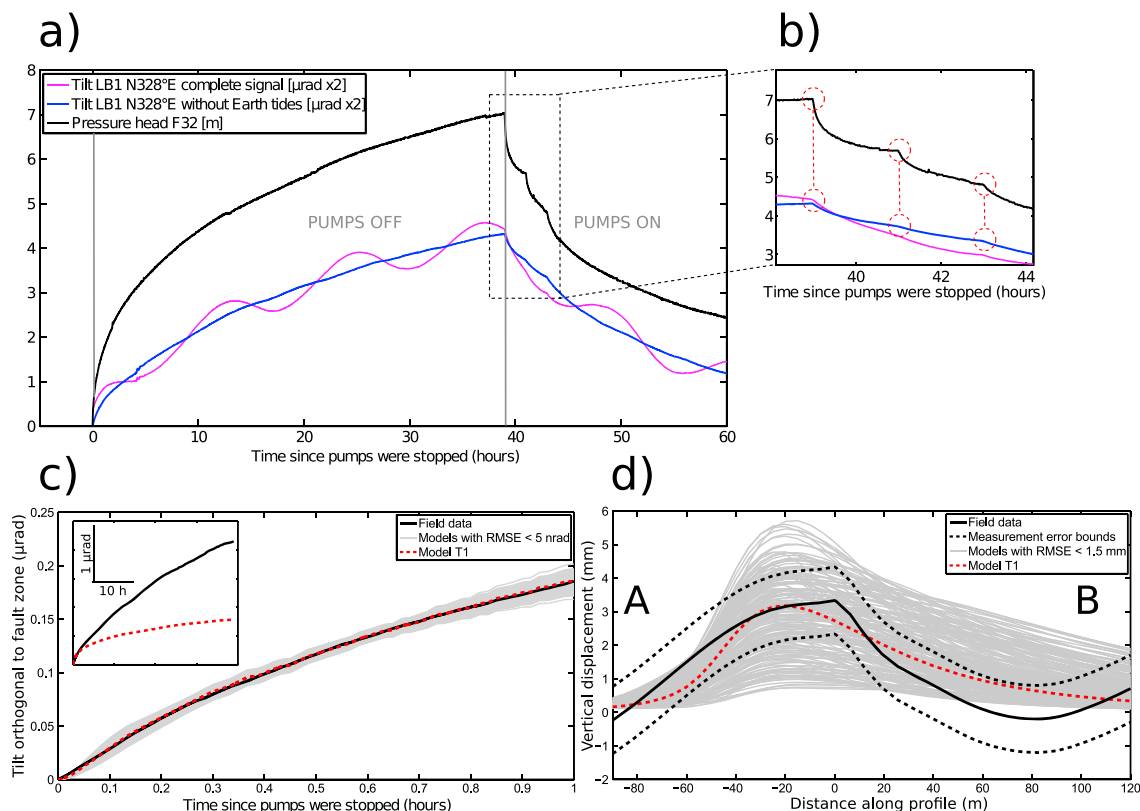 a)
Tilt LB1 N328°E complete signal [µrad x2]
Tilt LB1 N328°E without Earth tides [µrad x2]
Pressure head F32 [m]
PUMPS OFF
PUMPS ON
8
7
6
5
4
3
2
1
0
0 10 20 30 40 50 60
Time since pumps were stopped (hours)
b)
7
6
5
4
3
40 42 44
Time since pumps were stopped (hours)
c)
Field data
Models with RMSE < 5 nrad
Model T1
1 µrad
10 h
Tilt orthogonal to fault zone (µrad)
0.25
0.2
0.15
0.1
0.05
0
0 0.1 0.2 0.3 0.4 0.5 0.6 0.7 0.8 0.9 1
Time since pumps were stopped (hours)
d)
Field data
Measurement error bounds
Models with RMSE < 1.5 mm
Model T1
A
B
Vertical displacement (mm)
6
5
4
3
2
1
0
−1
−2
−80 −60 −40 −20 0 20 40 60 80 100 120
Distance along profile (m)